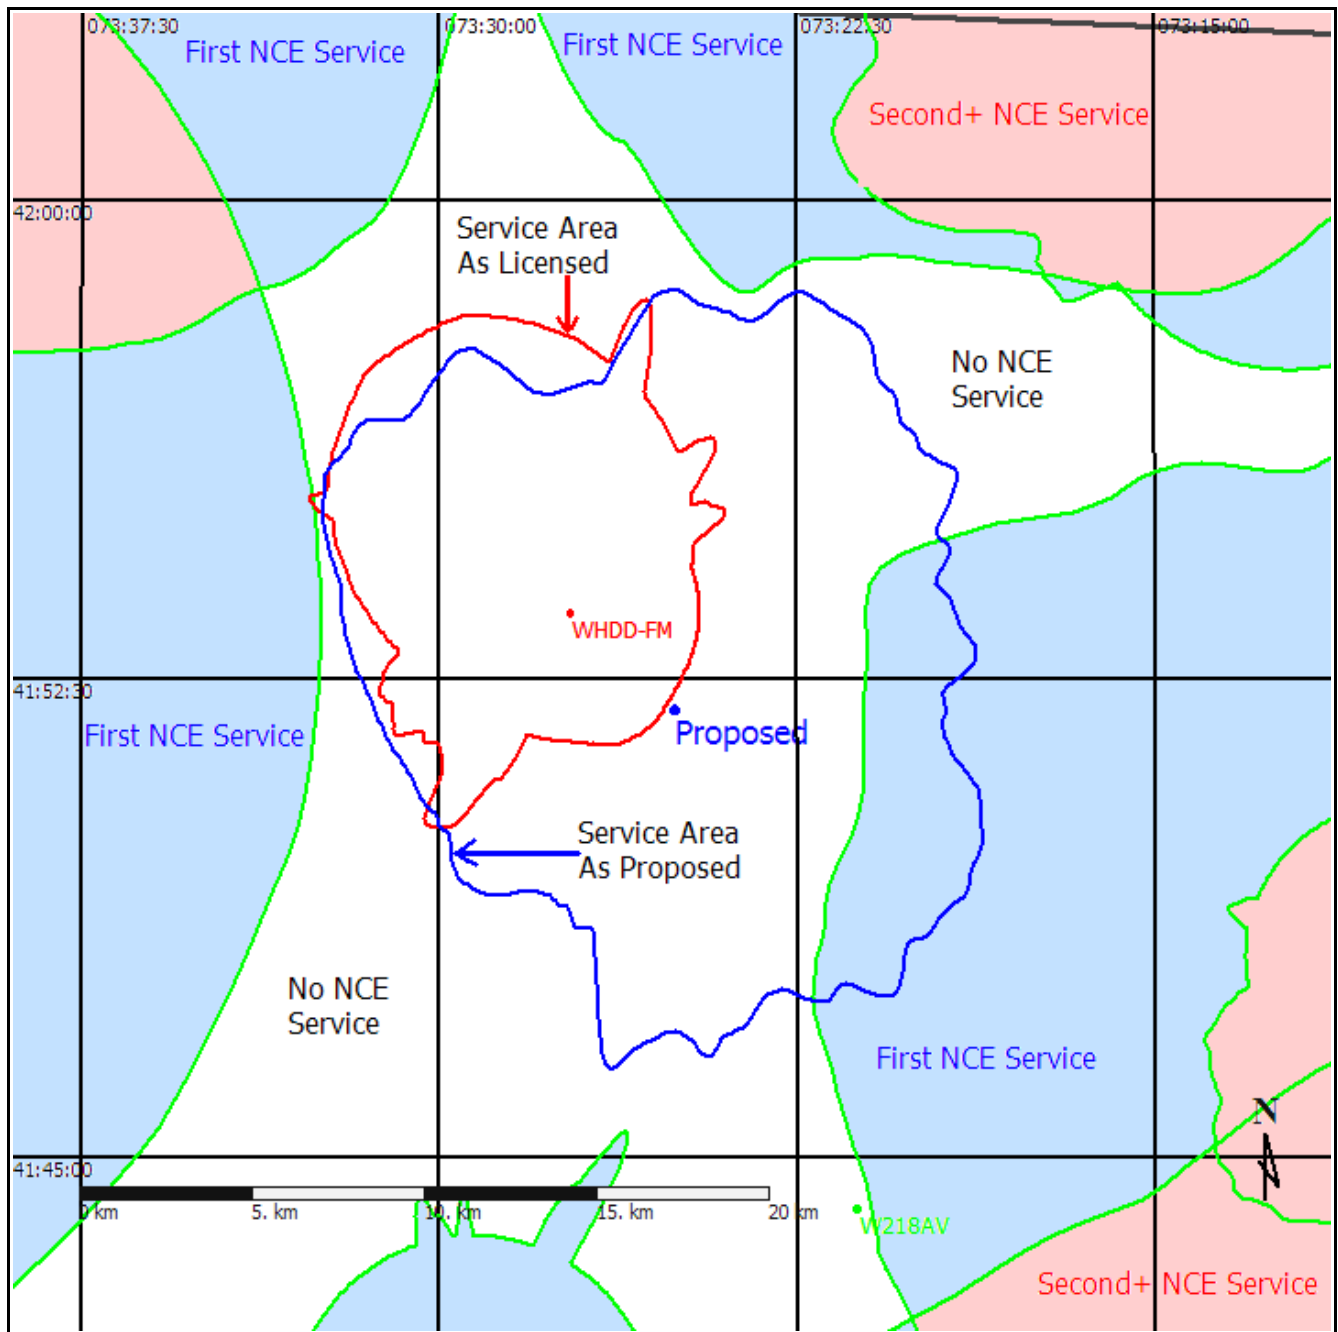 073:37:30
073:30:00
073:22:30
073:15:00
First NCE Service
First NCE Service
Second+ NCE Service
42:00:00
Service Area
As Licensed
No NCE
Service
WHDD-FM
41:52:30
First NCE Service
Proposed
Service Area
As Proposed
No NCE
Service
First NCE Service
N
41:45:00
0 km
5. km
10. km
15. km
20 km
W218AV
Second+ NCE Service